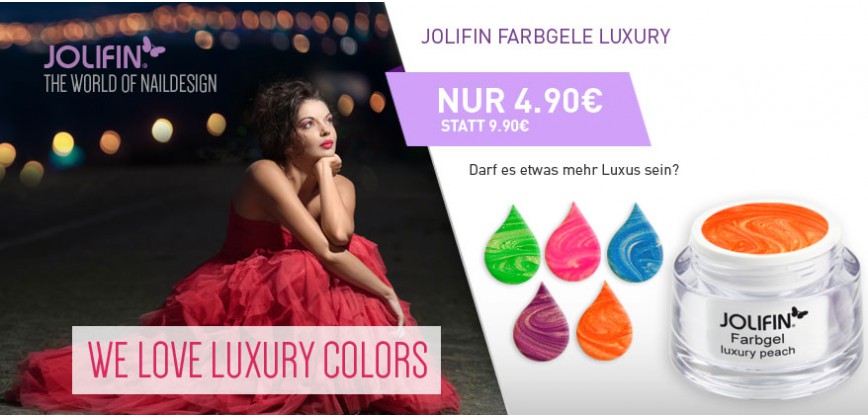 JOLIFIN
THE WORLD OF NAILDESIGN
WE LOVE LUXURY COLORS
JOLIFIN FARBGELE LUXURY
NUR 4.90€
STATT 9.90€
Darf es etwas mehr Luxus sein?
JOLIFIN
Farbgel
luxury peach